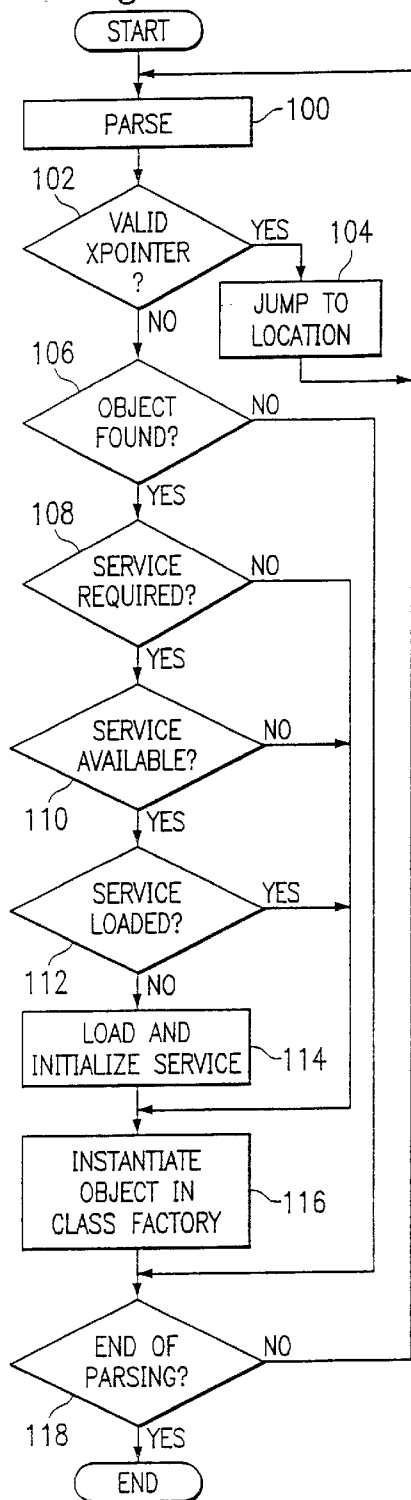 START
PARSE
100
102
VALID
XPOINTER
?
YES
104
JUMP TO
LOCATION
NO
106
OBJECT
FOUND?
NO
YES
108
SERVICE
REQUIRED?
NO
YES
SERVICE
AVAILABLE?
NO
110
YES
SERVICE
LOADED?
YES
112
NO
LOAD AND
INITIALIZE SERVICE
114
INSTANTIATE
OBJECT IN
CLASS FACTORY
116
END OF
PARSING?
NO
118
YES
END